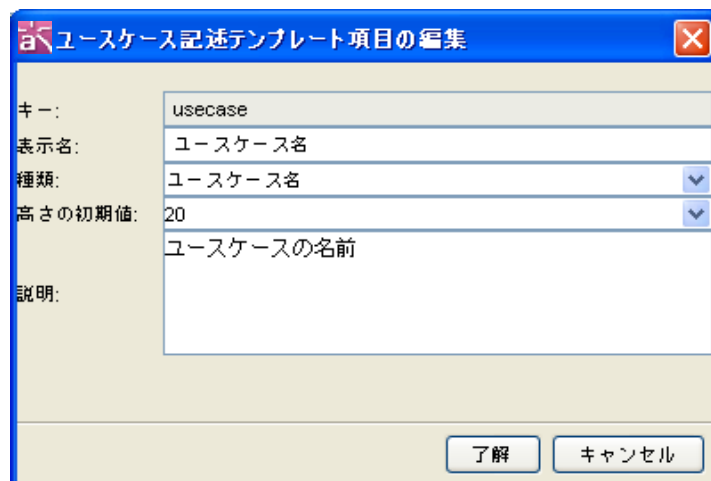 ユースケース記述テンプレート項目の編集
キー: usecase
表示名: ユースケース名
種類: ユースケース名
高さの初期値: 20
ユースケースの名前
説明:
了解 キャンセル